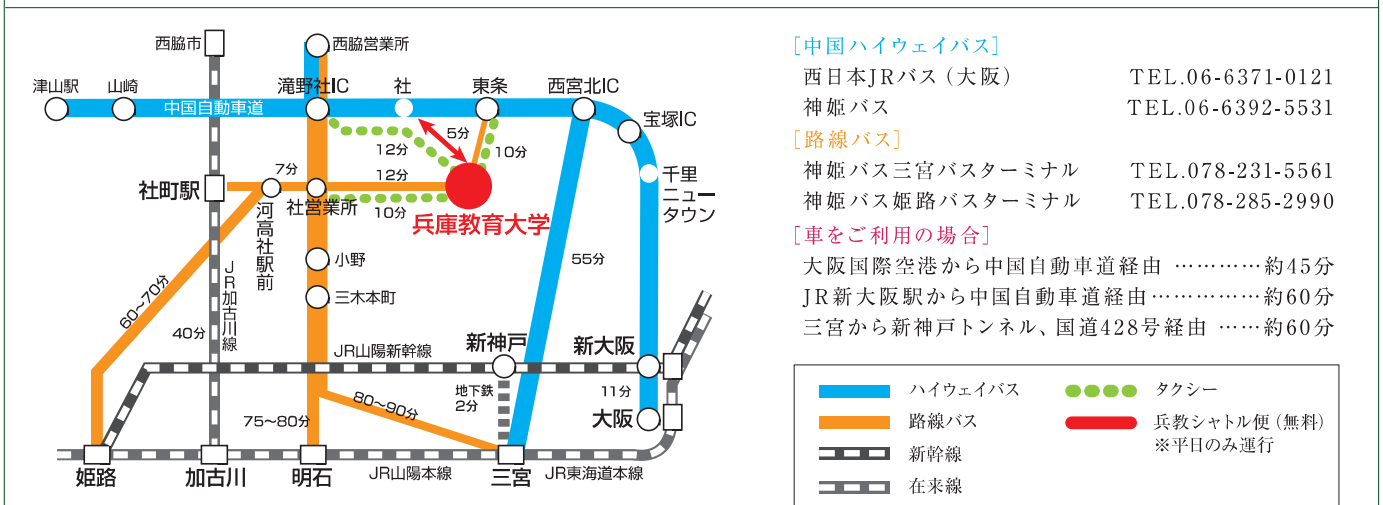 西脇市
西脇営業所
津山駅
山崎
中国自動車道
滝野社IC
社
東条
西宮北IC
宝塚IC
5分
12分
10分
千里
ニュー
タウン
7分
12分
社町駅
社営業所
10分
兵庫教育大学
河高社駅前
小野
55分
三木本町
60〜70分
JR加古川線
40分
JR山陽新幹線
新神戸
新大阪
地下鉄
2分
11分
80〜90分
75〜80分
大阪
姫路
加古川
明石
JR山陽本線
三宮
JR東海道本線
[中国ハイウェイバス]
西日本JRバス(大阪) TEL.06-6371-0121
神姫バス TEL.06-6392-5531
[路線バス]
神姫バス三宮バスターミナル TEL.078-231-5561
神姫バス姫路バスターミナル TEL.078-285-2990
[車をご利用の場合]
大阪国際空港から中国自動車道経由 …………約45分
JR新大阪駅から中国自動車道経由……………約60分
三宮から新神戸トンネル、国道428号経由 ……約60分
ハイウェイバス
タクシー
路線バス
兵教シャトル便(無料)
※平日のみ運行
新幹線
在来線